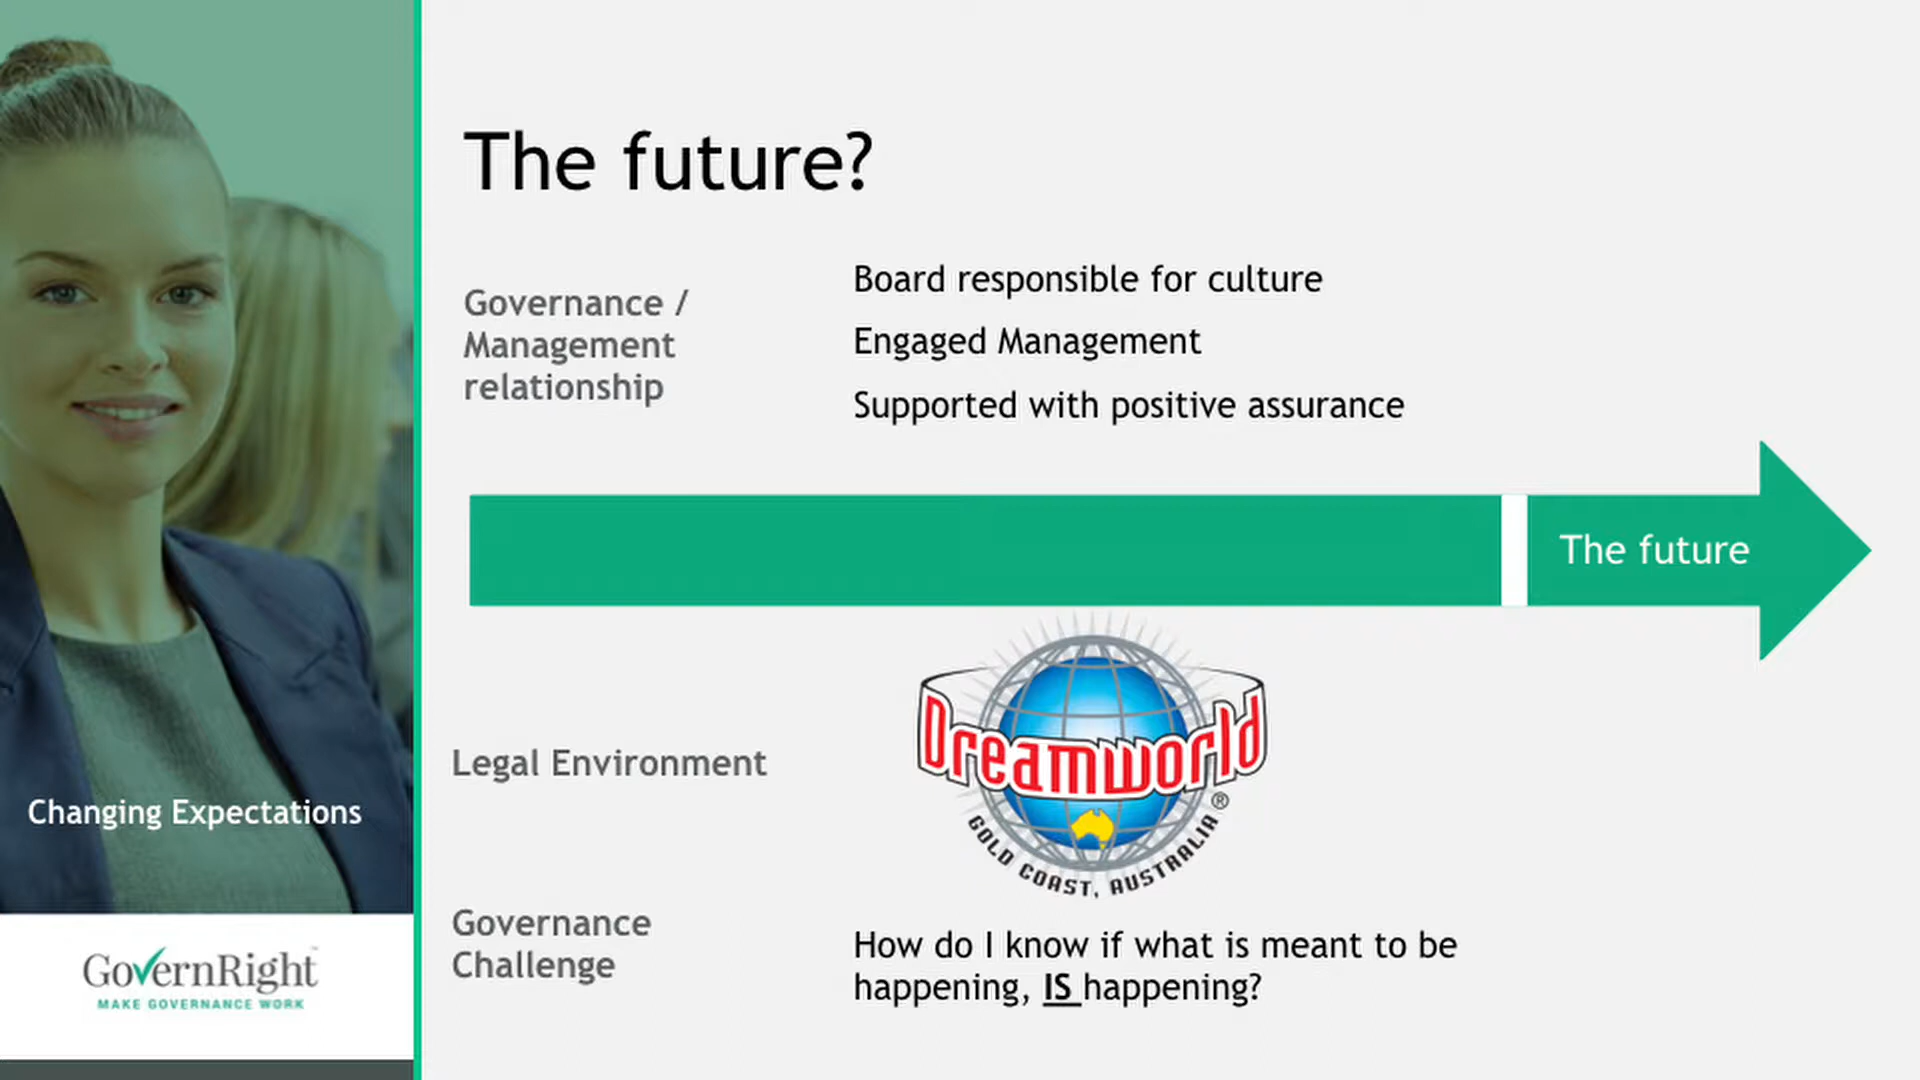 The future?
Governance /
Management
relationship
Board responsible for culture
Engaged Management
Supported with positive assurance
The future
Legal Environment
Dreamworld
®
GOLD COAST, AUSTRALIA
Governance
Challenge
How do I know if what is meant to be
happening, IS happening?
Changing Expectations
GovernRight™
MAKE GOVERNANCE WORK